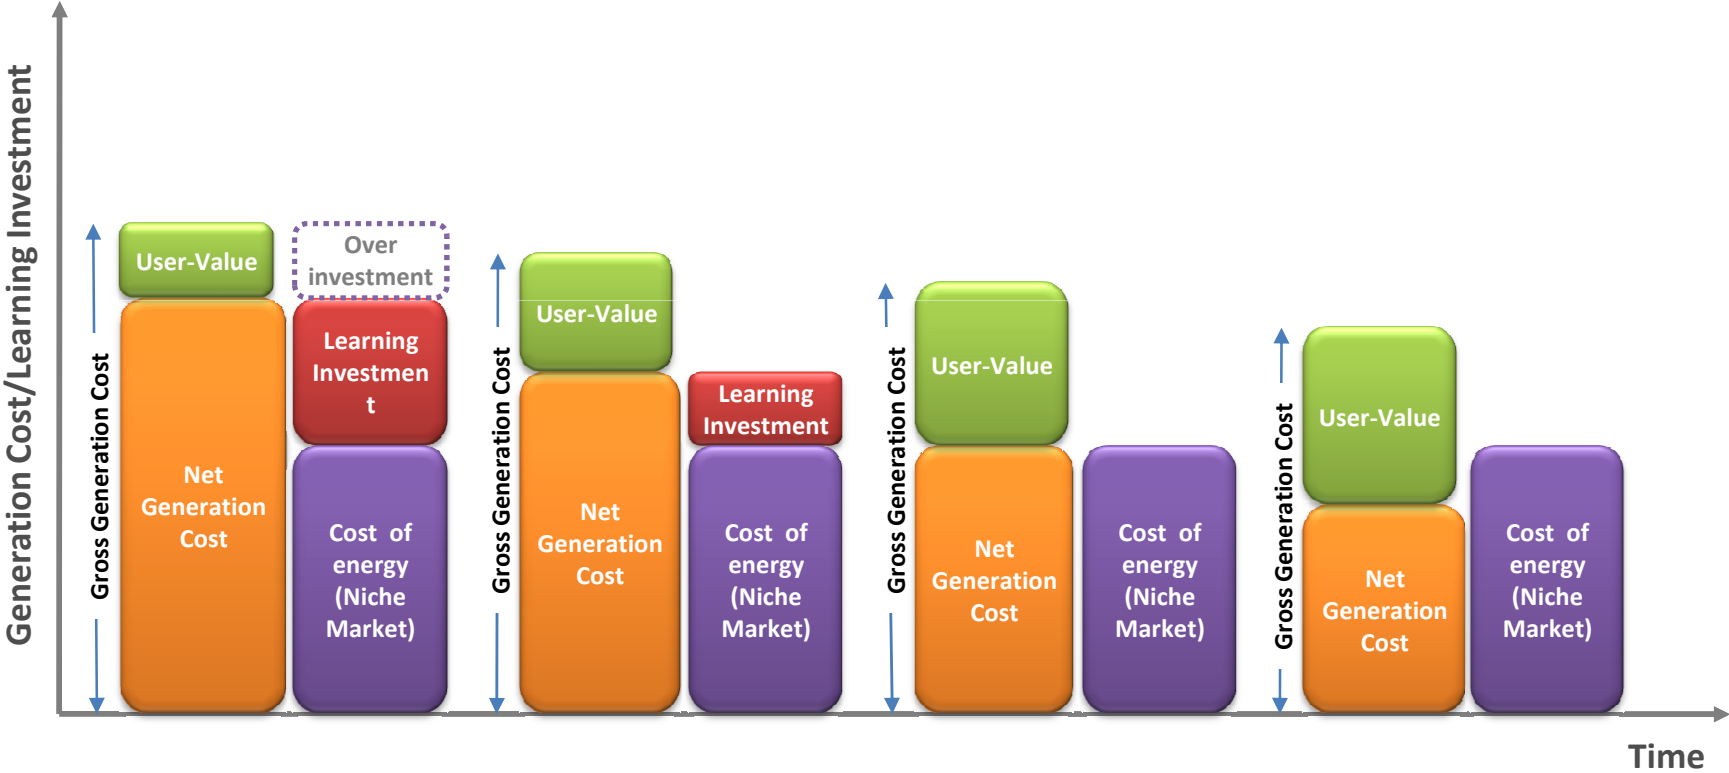 Generation Cost/Learning Investment
Gross Generation Cost
User-Value
Net
Generation
Cost
Over
investment
Learning
Investmen
t
Cost of
energy
(Niche
Market)
Gross Generation Cost
User-Value
Net
Generation
Cost
Learning
Investment
Cost of
energy
(Niche
Market)
Gross Generation Cost
User-Value
Net
Generation
Cost
Cost of
energy
(Niche
Market)
Gross Generation Cost
User-Value
Net
Generation
Cost
Cost of
energy
(Niche
Market)
Time